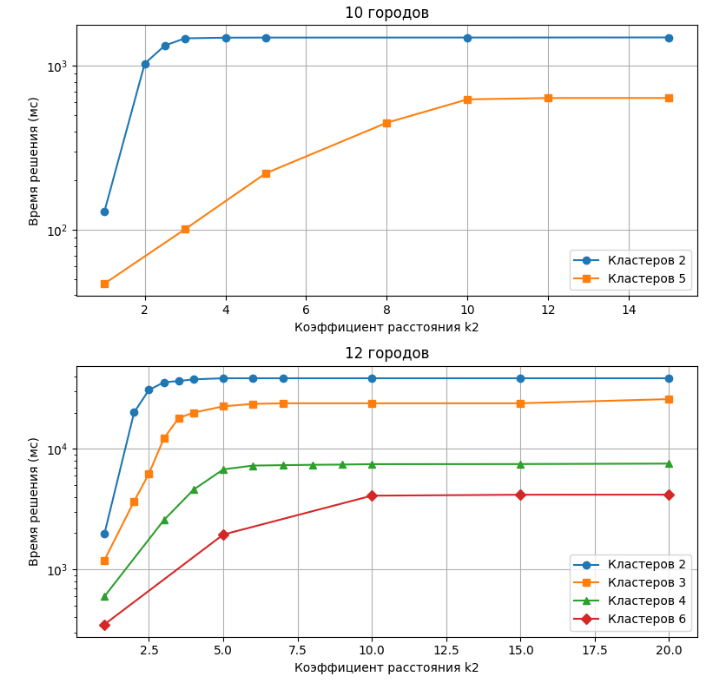 10 городов
Время решения (мс)
10³
10²
2 4 6 8 10 12 14
Коэффициент расстояния k2
Кластеров 2
Кластеров 5
12 городов
Время решения (мс)
10⁴
10³
2.5 5.0 7.5 10.0 12.5 15.0 17.5 20.0
Коэффициент расстояния k2
Кластеров 2
Кластеров 3
Кластеров 4
Кластеров 6